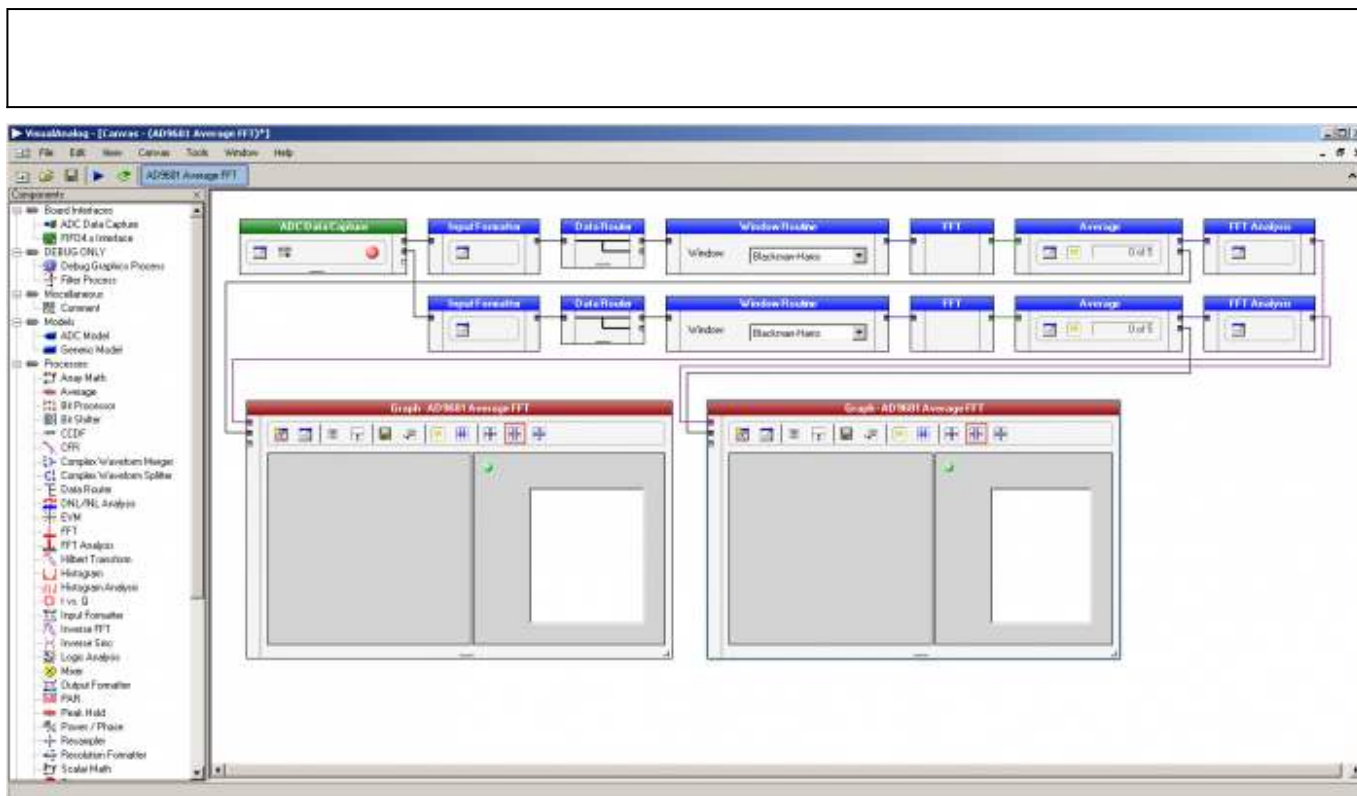 VisualAnalog - [Canvas - (AD9681 Average FFT)*]
File Edit View Canvas Tools Window Help
AD9681 Average FFT
Components
Board Interfaces
ADC Data Capture
FIFO4.x Interface
DEBUG ONLY
Debug Graphics Process
Filter Process
Miscellaneous
Comment
Models
ADC Model
Generic Model
Processes
Array Math
Average
Bit Processor
Bit Shifter
CCDF
CFR
Complex Waveform Merger
Complex Waveform Splitter
Data Router
DNL/INL Analysis
EVM
FFT
FFT Analysis
Hilbert Transform
Histogram
Histogram Analysis
I vs. Q
Input Formatter
Inverse FFT
Inverse Sinc
Logic Analysis
Mixer
Output Formatter
PAR
Peak Hold
Power / Phase
Resampler
Resolution Formatter
Scalar Math
ADC Data Capture
Input Formatter
Data Router
Window Routine
Window
Blackman-Harris
FFT
Average
0 of 5
FFT Analysis
Input Formatter
Data Router
Window Routine
Window
Blackman-Harris
FFT
Average
0 of 5
FFT Analysis
Graph - AD9681 Average FFT
Graph - AD9681 Average FFT